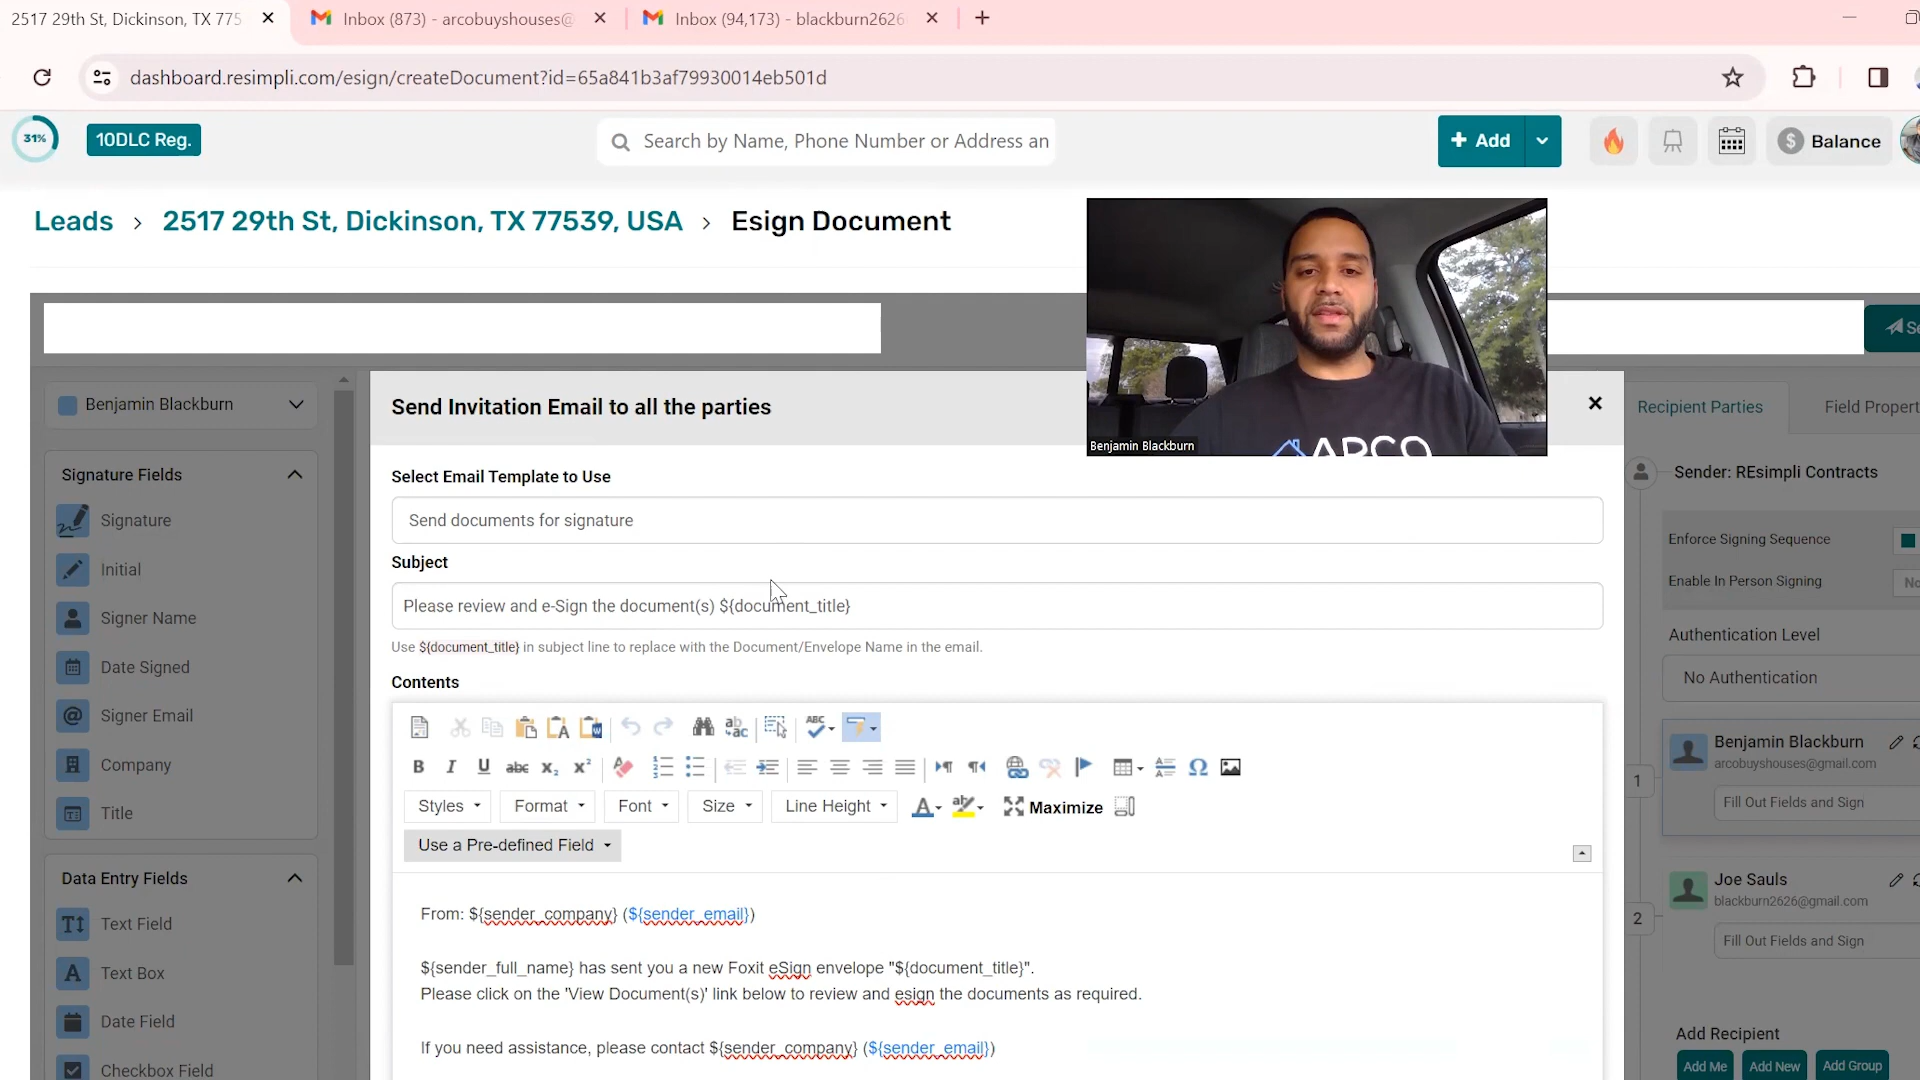 2517 29th St, Dickinson, TX 775
Inbox (873) - arcobuyshouses@
Inbox (94,173) - blackburn2626
dashboard.resimpli.com/esign/createDocument?id=65a841b3af79930014eb501d
31%
10DLC Reg.
Search by Name, Phone Number or Address an
Add
Balance
Leads > 2517 29th St, Dickinson, TX 77539, USA > Esign Document
ARCO
Benjamin Blackburn
Se
Benjamin Blackburn
Signature Fields
Signature
Initial
Signer Name
Date Signed
Signer Email
Company
Title
Data Entry Fields
Text Field
Text Box
Date Field
Checkbox Field
Send Invitation Email to all the parties
Select Email Template to Use
Send documents for signature
Subject
Please review and e-Sign the document(s) ${document_title}
Use ${document_title} in subject line to replace with the Document/Envelope Name in the email.
Contents
Styles
Format
Font
Size
Line Height
Maximize
Use a Pre-defined Field
From: ${sender_company} (${sender_email})
${sender_full_name} has sent you a new Foxit eSign envelope "${document_title}".
Please click on the 'View Document(s)' link below to review and esign the documents as required.
If you need assistance, please contact ${sender_company} (${sender_email})
Recipient Parties
Field Propert
Sender: REsimpli Contracts
Enforce Signing Sequence
Enable In Person Signing
No
Authentication Level
No Authentication
1
Benjamin Blackburn
arcobuyshouses@gmail.com
Fill Out Fields and Sign
2
Joe Sauls
blackburn2626@gmail.com
Fill Out Fields and Sign
Add Recipient
Add Me
Add New
Add Group